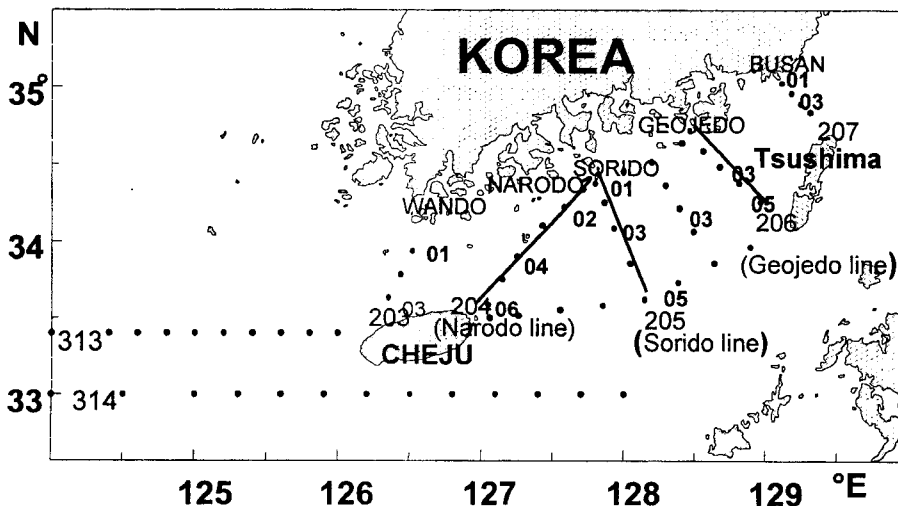 N
KOREA
BUSAN
01
35°
03
GEOJEDO
207
Tsushima
SORIDO
03
NARODO
01
WANDO
02
05
206
34
01
03
03
04
(Geojedo line)
05
203
03
204
06
205
(Narodo line)
(Sorido line)
313
CHEJU
33
314
125
126
127
128
129
°E